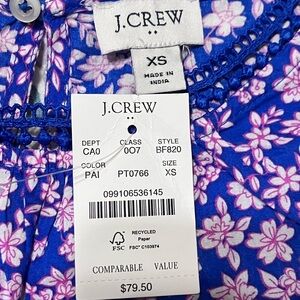 J.CREW
XS
MADE IN
INDIA
J.CREW
DEPT CLASS STYLE
CA0 007 BF820
COLOR SIZE
PAI PT0766 XS
099106536145
FSC
RECYCLED
Paper
FSC® C103974
COMPARABLE VALUE
$79.50